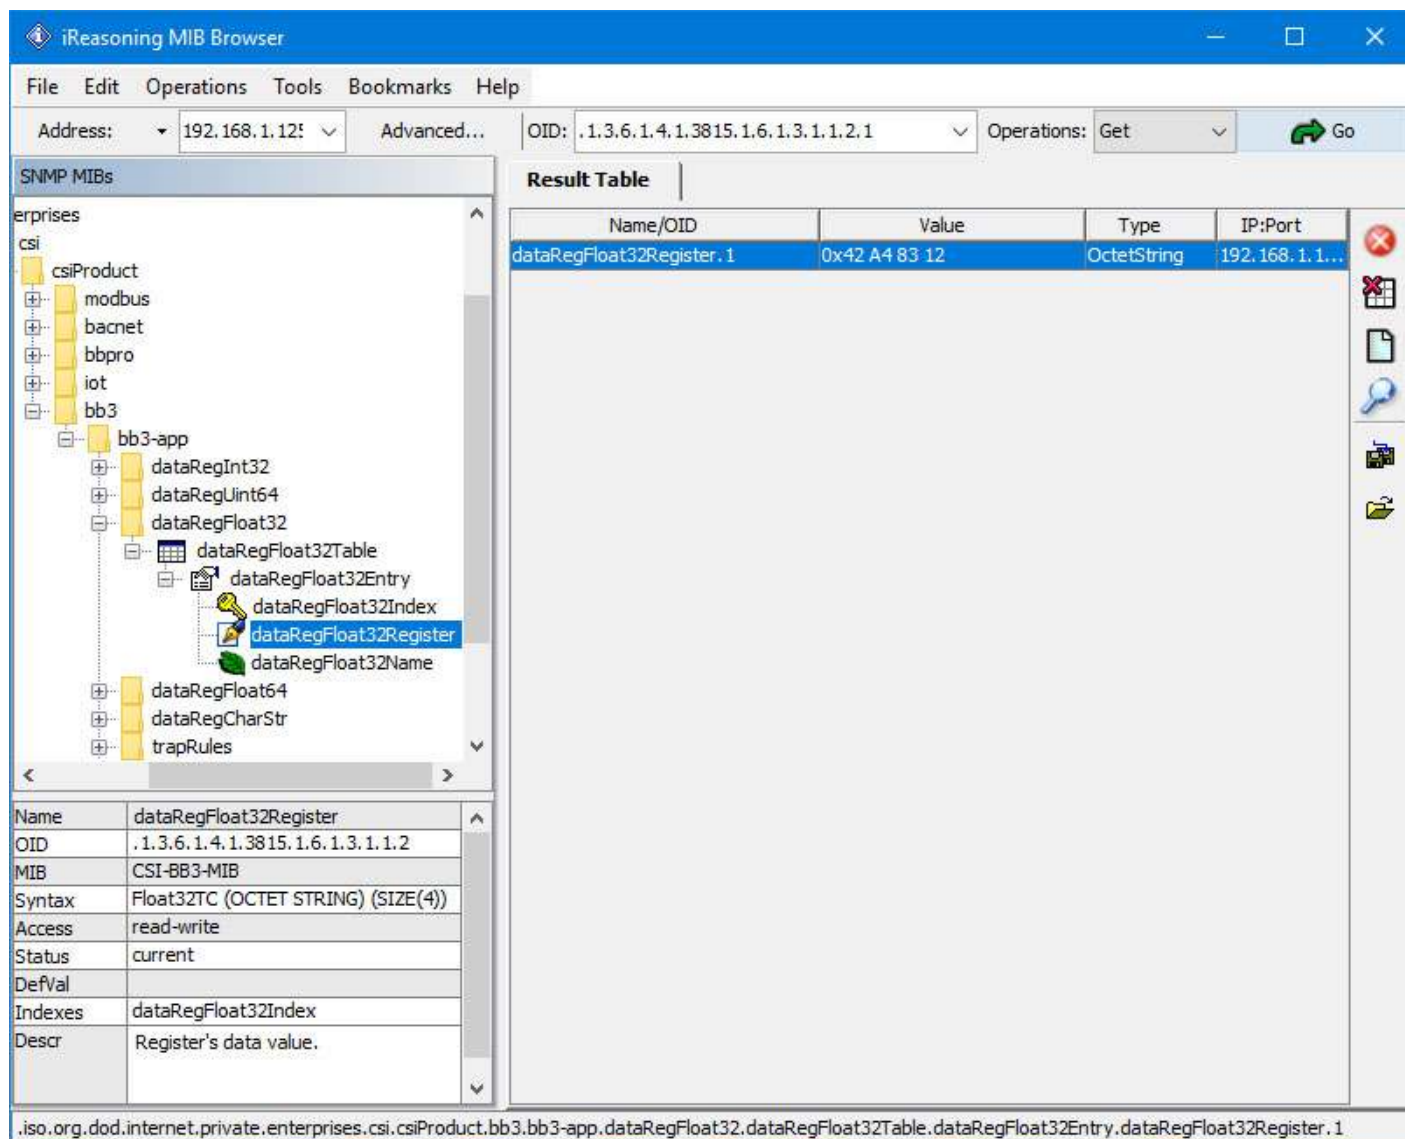 iReasoning MIB Browser
File Edit Operations Tools Bookmarks Help
Address: 192.168.1.125 Advanced... OID: .1.3.6.1.4.1.3815.1.6.1.3.1.1.2.1 Operations: Get Go
SNMP MIBs
erprises
csi
csiProduct
modbus
bacnet
bbpro
iot
bb3
bb3-app
dataRegInt32
dataRegUint64
dataRegFloat32
dataRegFloat32Table
dataRegFloat32Entry
dataRegFloat32Index
dataRegFloat32Register
dataRegFloat32Name
dataRegFloat64
dataRegCharStr
trapRules
Name dataRegFloat32Register
OID .1.3.6.1.4.1.3815.1.6.1.3.1.1.2
MIB CSI-BB3-MIB
Syntax Float32TC (OCTET STRING) (SIZE(4))
Access read-write
Status current
DefVal
Indexes dataRegFloat32Index
Descr Register's data value.
Result Table
Name/OID Value Type IP:Port
dataRegFloat32Register.1 0x42 A4 83 12 OctetString 192.168.1.1...
.iso.org.dod.internet.private.enterprises.csi.csiProduct.bb3.bb3-app.dataRegFloat32.dataRegFloat32Table.dataRegFloat32Entry.dataRegFloat32Register.1